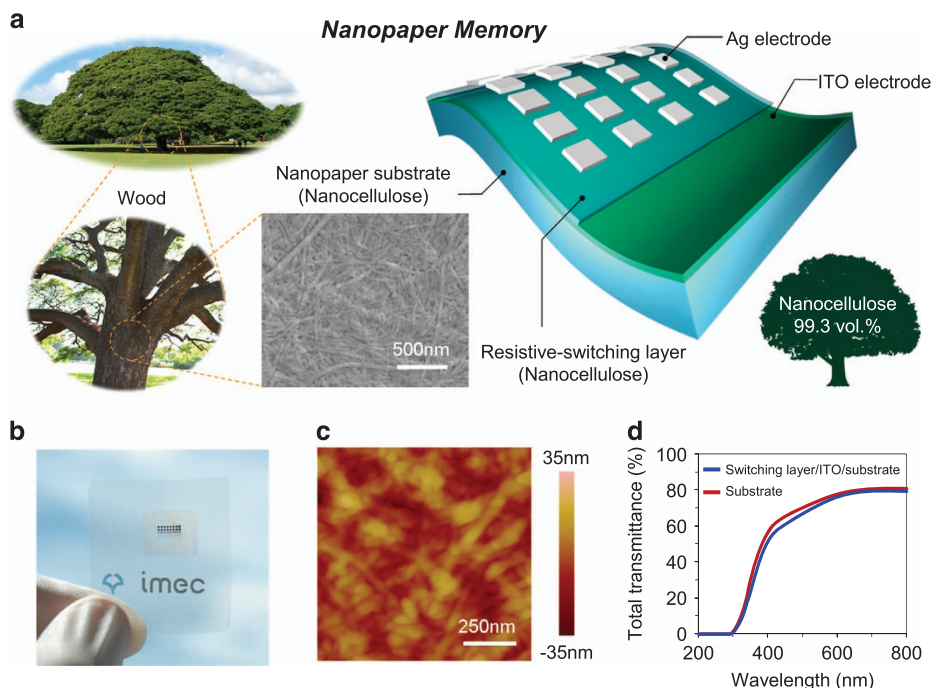 a
Nanopaper Memory
Ag electrode
ITO electrode
Nanopaper substrate
(Nanocellulose)
Wood
500nm
Resistive-switching layer
(Nanocellulose)
Nanocellulose
99.3 vol.%
b
imec
c
35nm
250nm
-35nm
d
Total transmittance (%)
100
80
60
40
20
0
Switching layer/ITO/substrate
Substrate
200
400
600
800
Wavelength (nm)